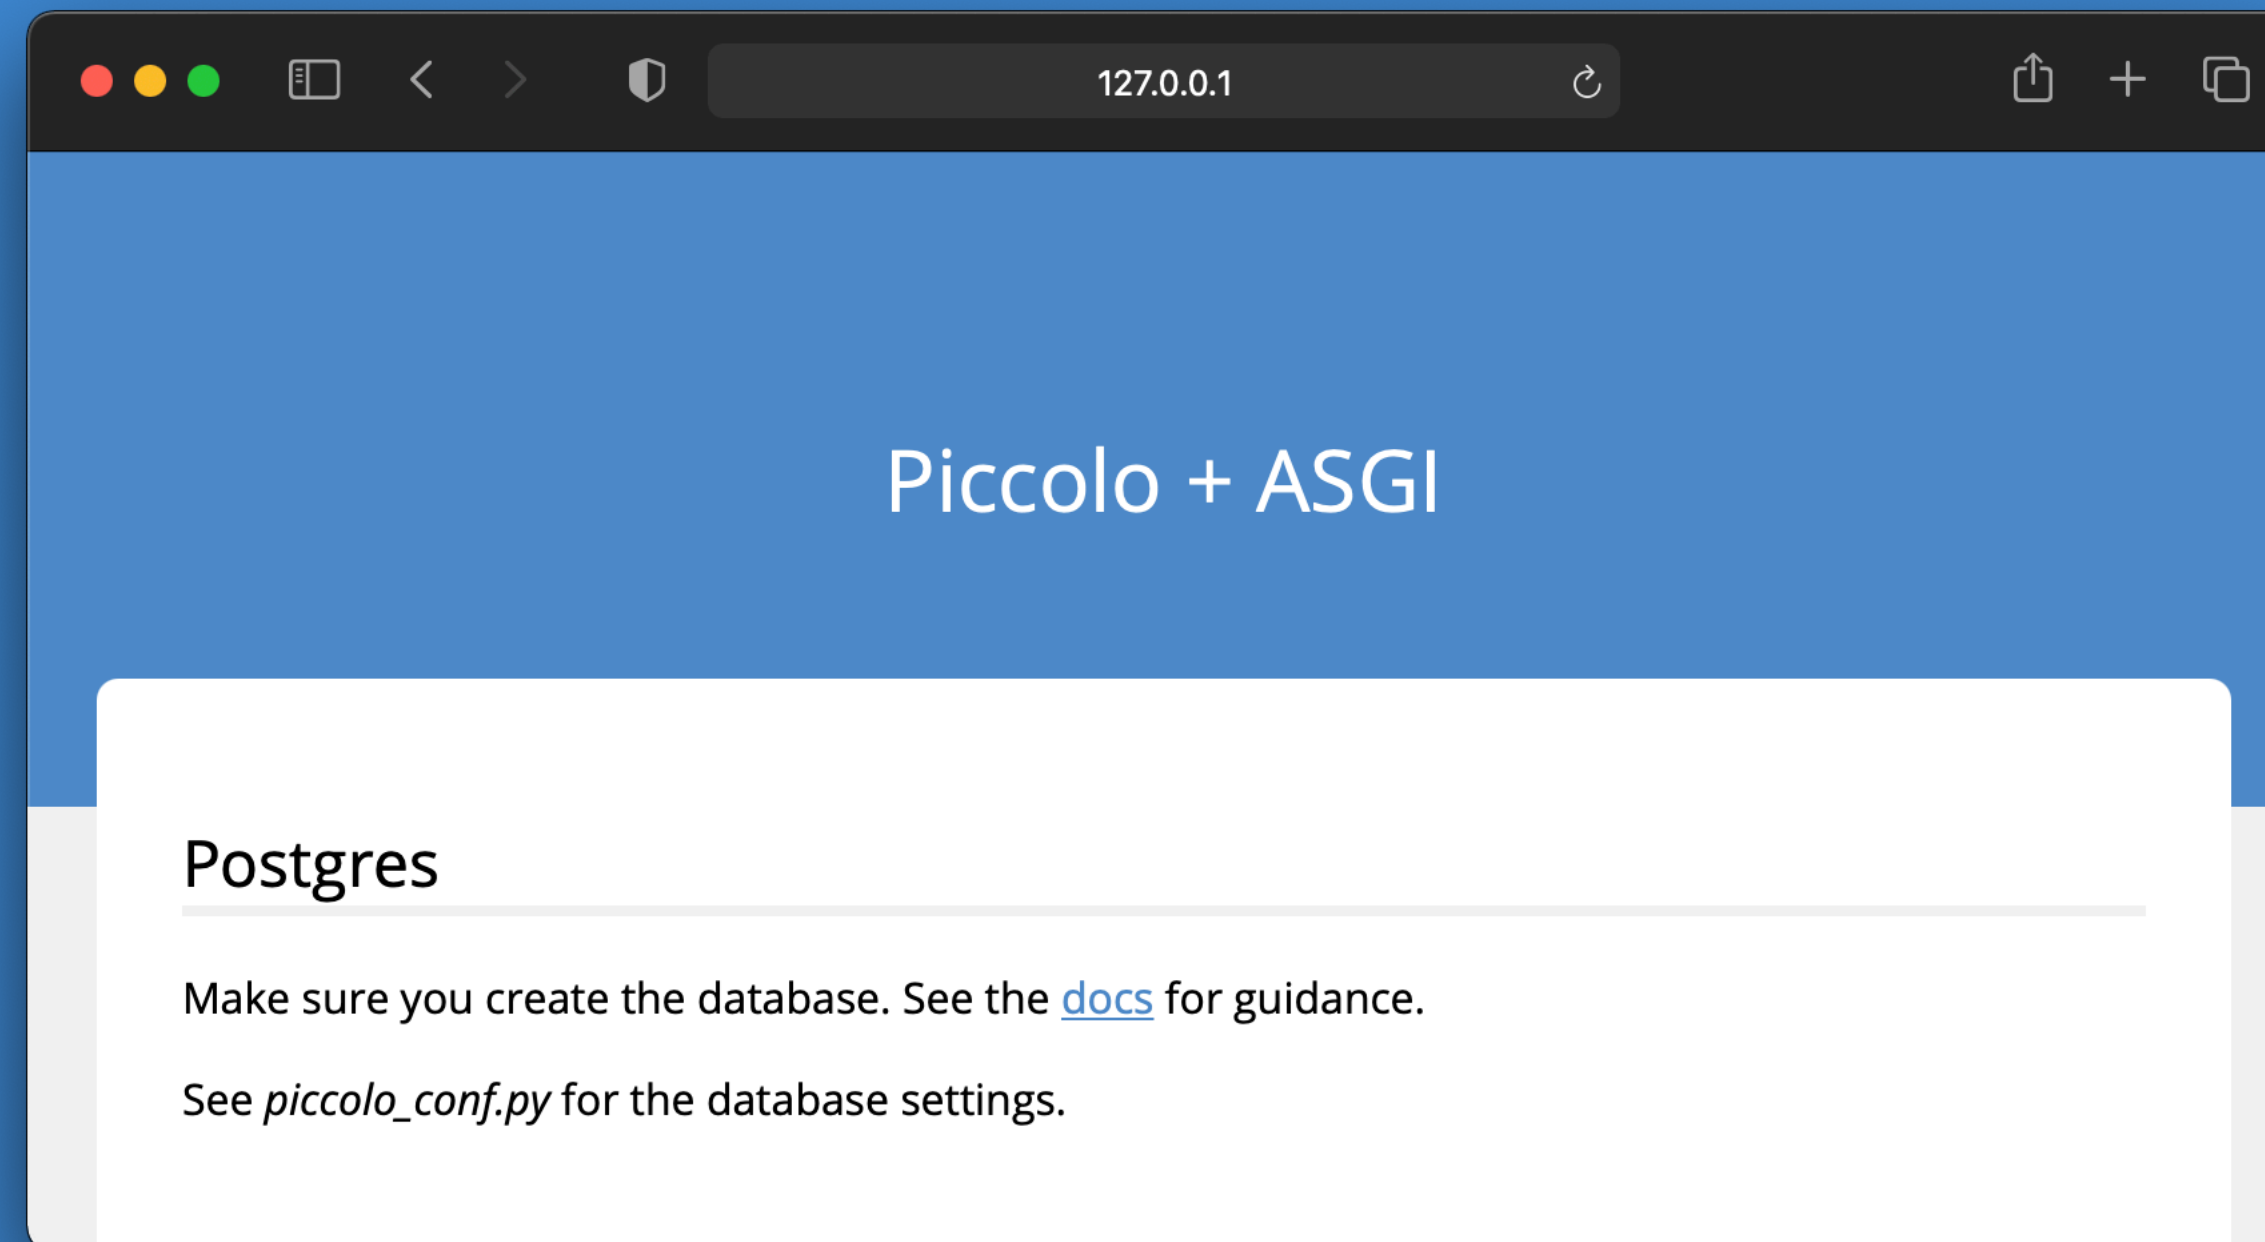 127.0.0.1
Piccolo + ASGI
Postgres
Make sure you create the database. See the docs for guidance.
See piccolo_conf.py for the database settings.